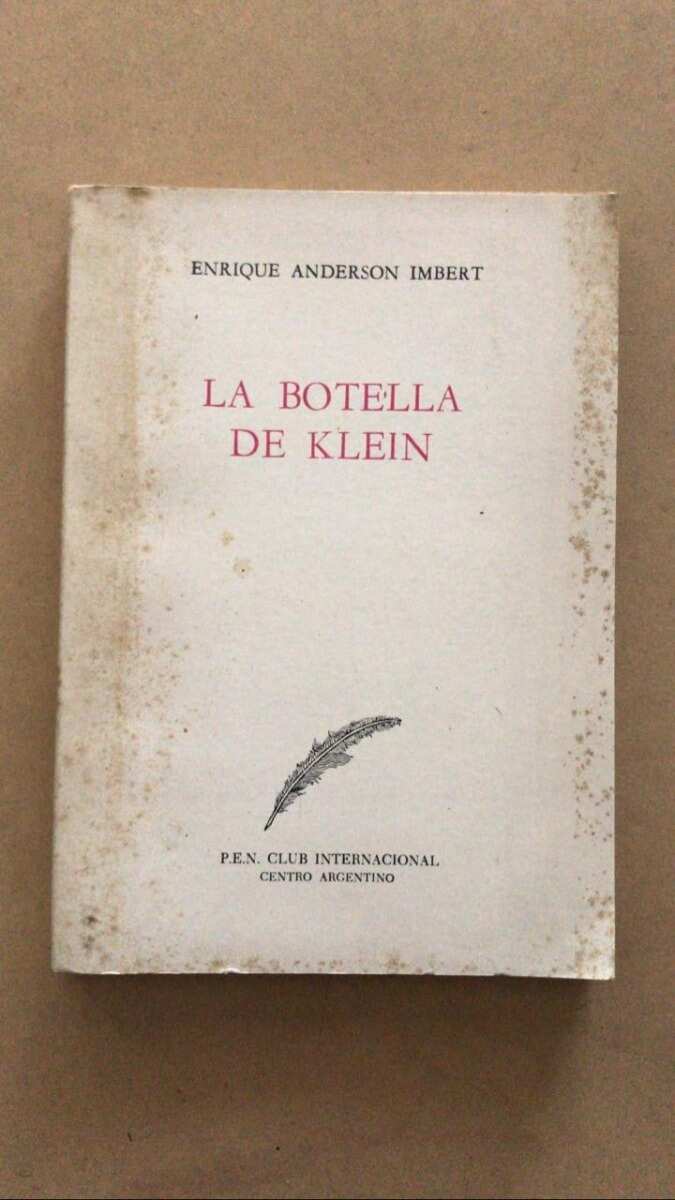 ENRIQUE ANDERSON IMBERT
LA BOTELLA
DE KLEIN
P.E.N. CLUB INTERNACIONAL
CENTRO ARGENTINO